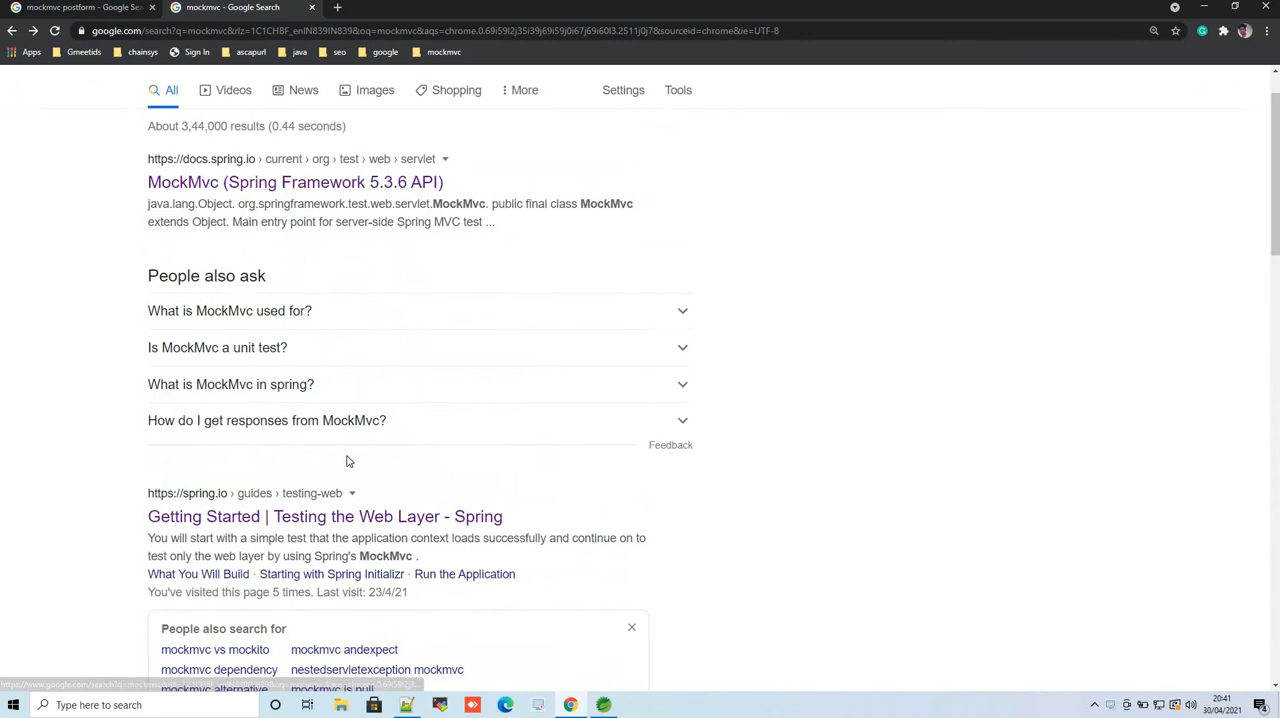 mockmvc postform - Google Se
mockmvc - Google Search
google.com/search?q=mockmvc&rlz=1C1CHBF_enIN839IN839&oq=mockmvc&aqs=chrome.0.69i59l2j35i39j69i59j0i67j69i60l3.2511j0j7&sourceid=chrome&ie=UTF-8
Apps Gmeetids chainsys Sign In ascapurl java seo google mockmvc
All Videos News Images Shopping More Settings Tools
About 3,44,000 results (0.44 seconds)
https://docs.spring.io › current › org › test › web › servlet
MockMvc (Spring Framework 5.3.6 API)
java.lang.Object. org.springframework.test.web.servlet.MockMvc. public final class MockMvc
extends Object. Main entry point for server-side Spring MVC test ...
People also ask
What is MockMvc used for?
Is MockMvc a unit test?
What is MockMvc in spring?
How do I get responses from MockMvc?
Feedback
https://spring.io › guides › testing-web
Getting Started | Testing the Web Layer - Spring
You will start with a simple test that the application context loads successfully and continue on to
test only the web layer by using Spring's MockMvc .
What You Will Build · Starting with Spring Initializr · Run the Application
You've visited this page 5 times. Last visit: 23/4/21
People also search for
mockmvc vs mockito mockmvc andexpect
mockmvc dependency nestedservletexception mockmvc
mockmvc alternative mockmvc is null
Type here to search
20:41
30/04/2021